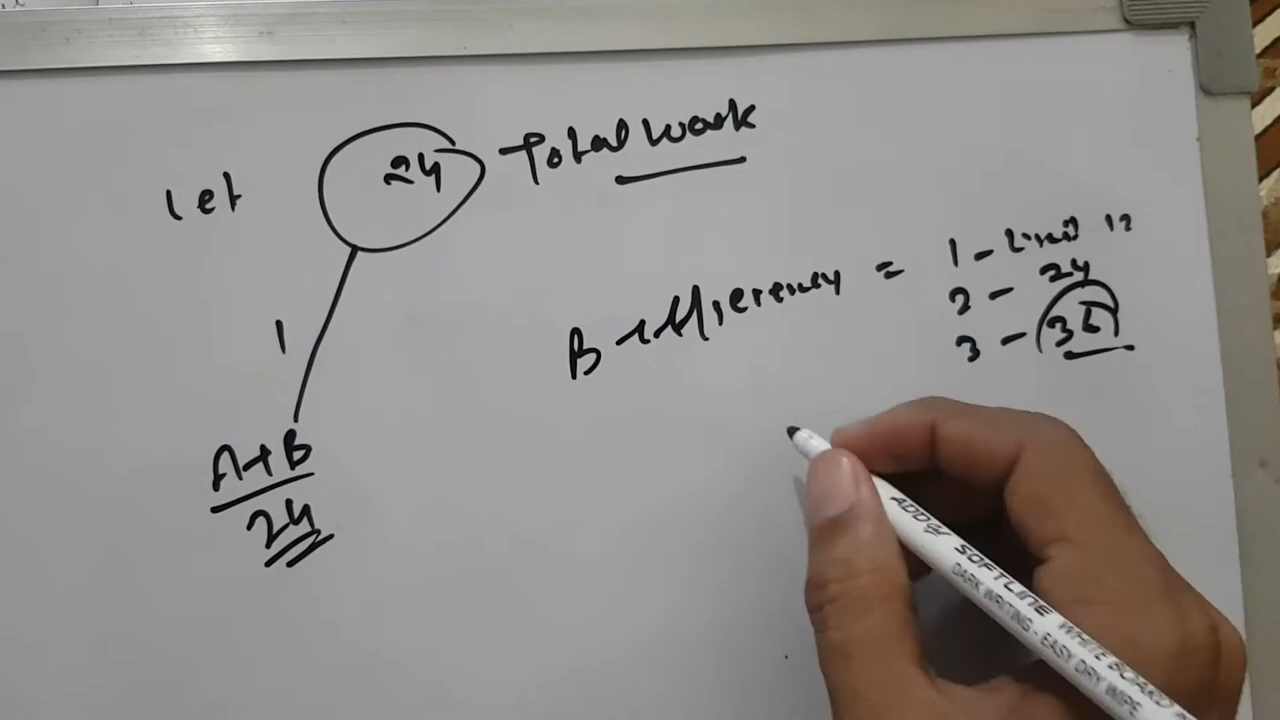 let 24 Total work
1
A+B
24
B efficiency = 1 - 12
2 - 24
3 - 36
ADD GEL SOFTLINE WHITE BOARD
DARK WRITING - EASY DRY WIPE